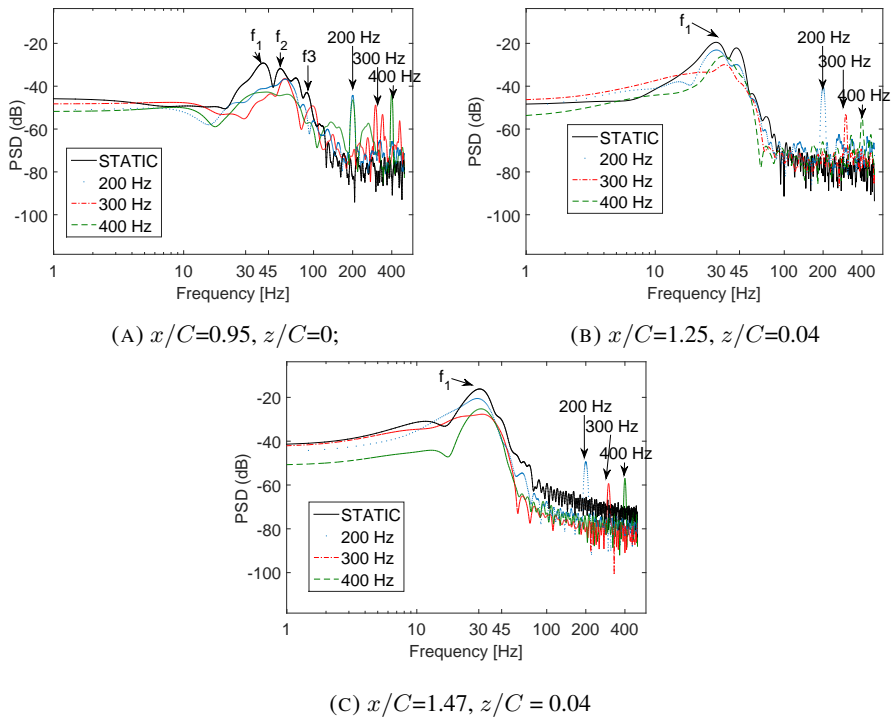 f1 f2 f3 200 Hz 300 Hz 400 Hz
-20
-40
-60
-80
-100
PSD (dB)
STATIC
200 Hz
300 Hz
400 Hz
1 10 30 45 100 200 400
Frequency [Hz]
(A) x/C=0.95, z/C=0;
f1 200 Hz 300 Hz 400 Hz
-20
-40
-60
-80
-100
PSD (dB)
STATIC
200 Hz
300 Hz
400 Hz
1 10 30 45 100 200 400
Frequency [Hz]
(B) x/C=1.25, z/C=0.04
f1 200 Hz 300 Hz 400 Hz
-20
-40
-60
-80
-100
PSD (dB)
STATIC
200 Hz
300 Hz
400 Hz
1 10 30 45 100 200 400
Frequency [Hz]
(C) x/C=1.47, z/C = 0.04